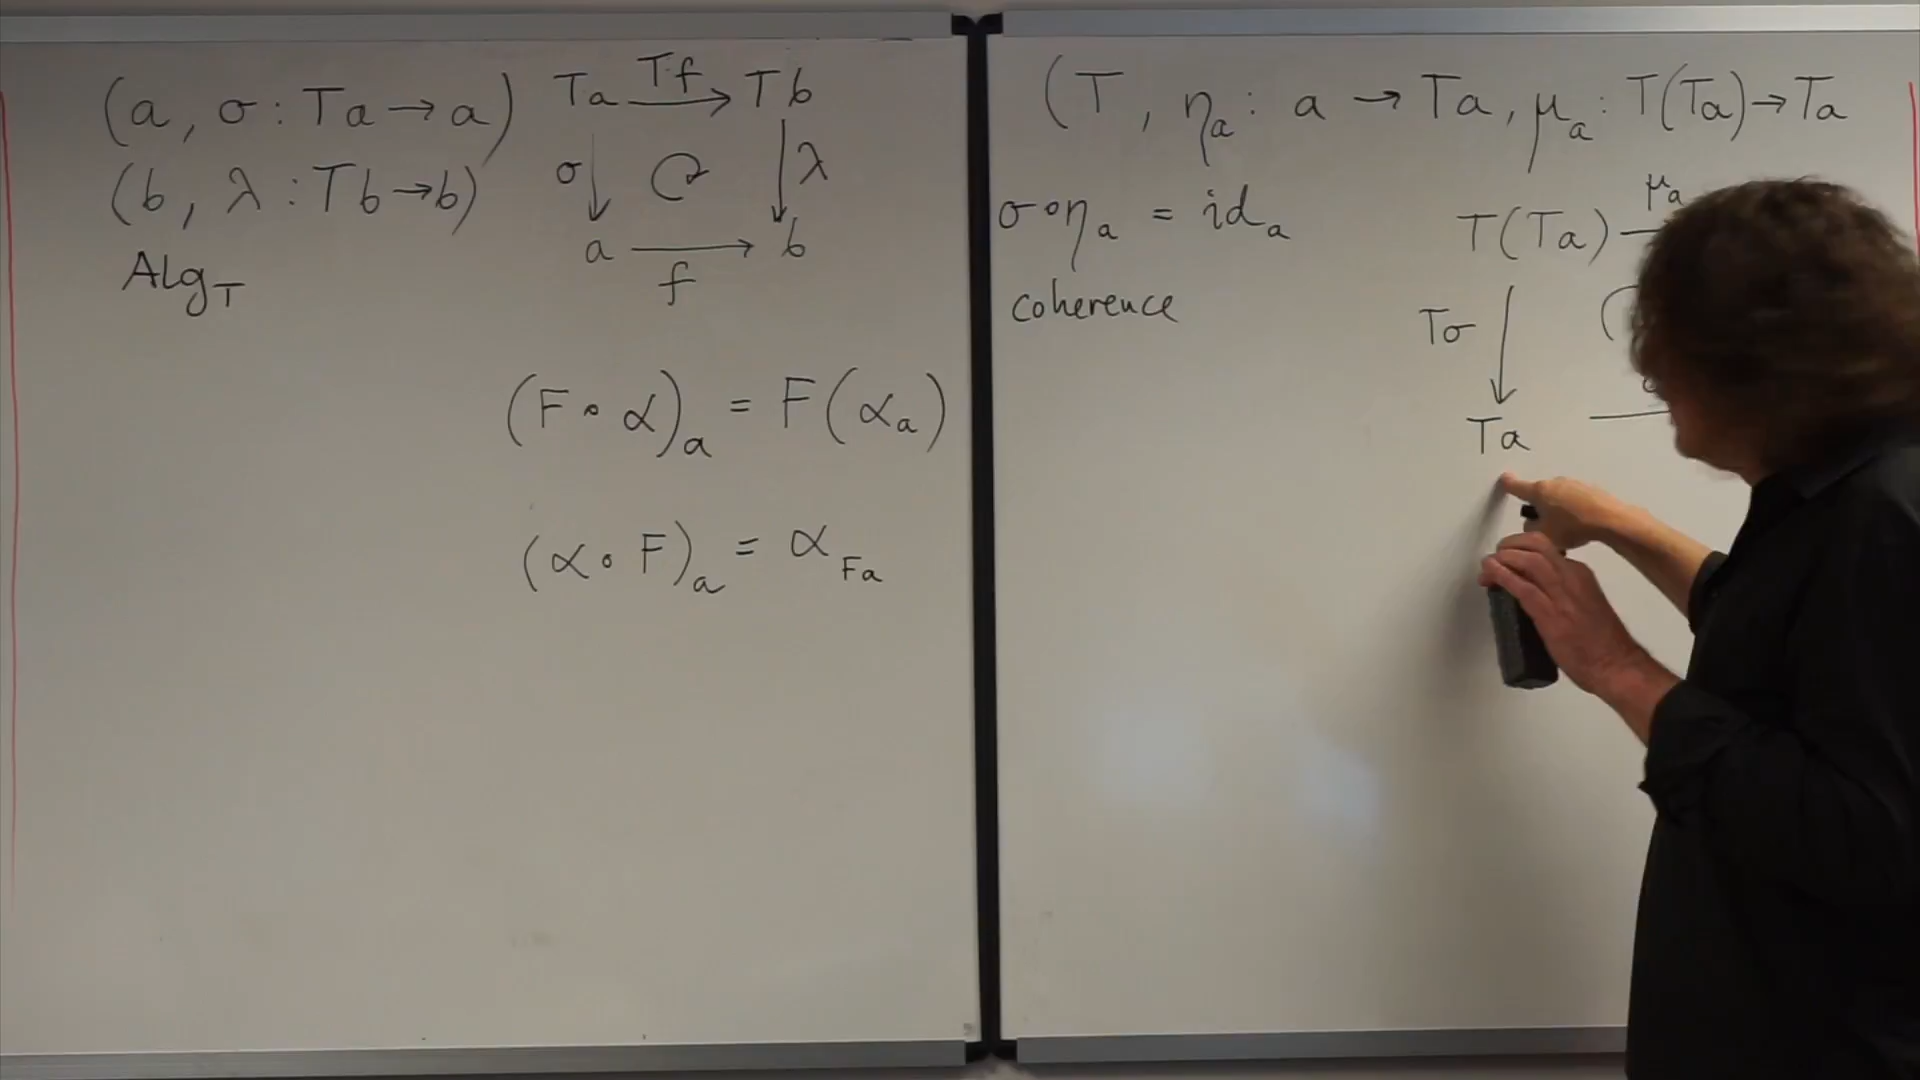 (a, σ : Ta → a)
(b, λ : Tb → b)
Alg_T
Ta Tf→ Tb
σ↓ ↻ ↓λ
a →f b
(F ∘ α)_a = F(α_a)
(α ∘ F)_a = α_Fa
(T, η_a : a → Ta, μ_a : T(Ta) → Ta
σ∘η_a = id_a
coherence
μ_a
T(Ta)
Tσ ↓
Ta